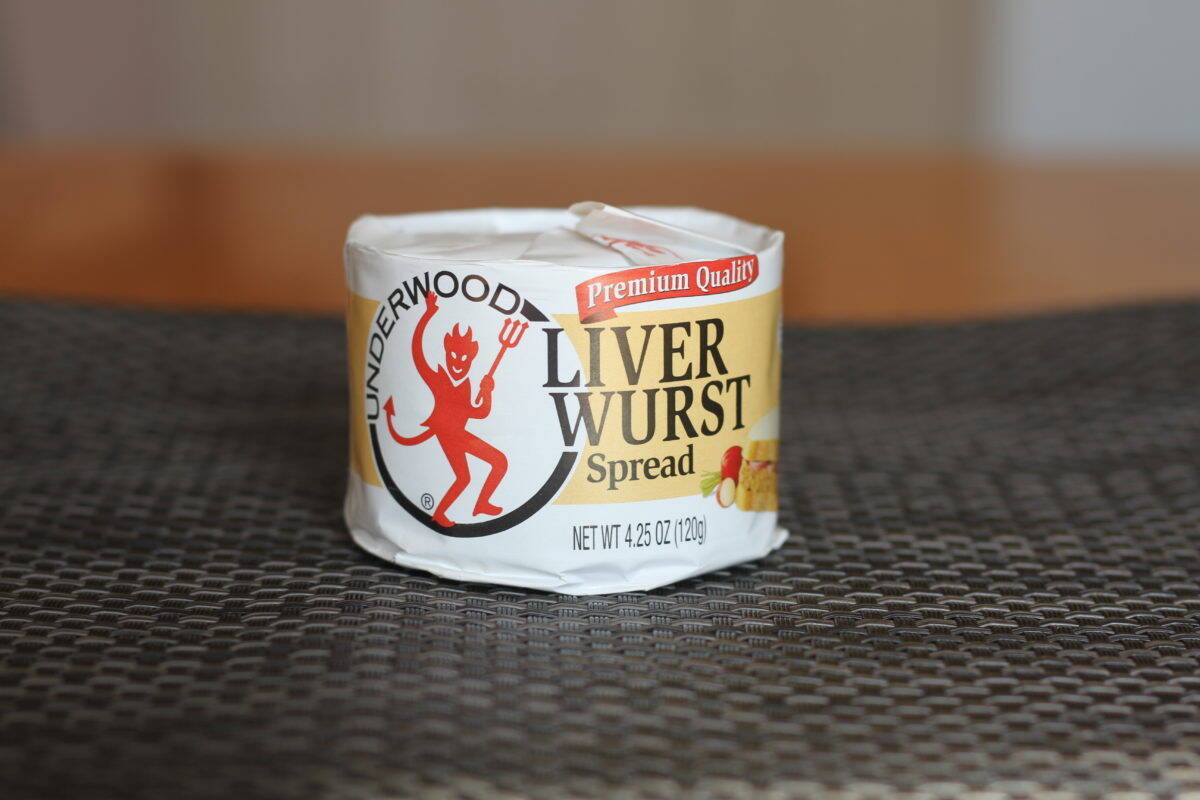 UNDERWOOD
®
Premium Quality
LIVER
WURST
Spread
NET WT 4.25 OZ (120g)